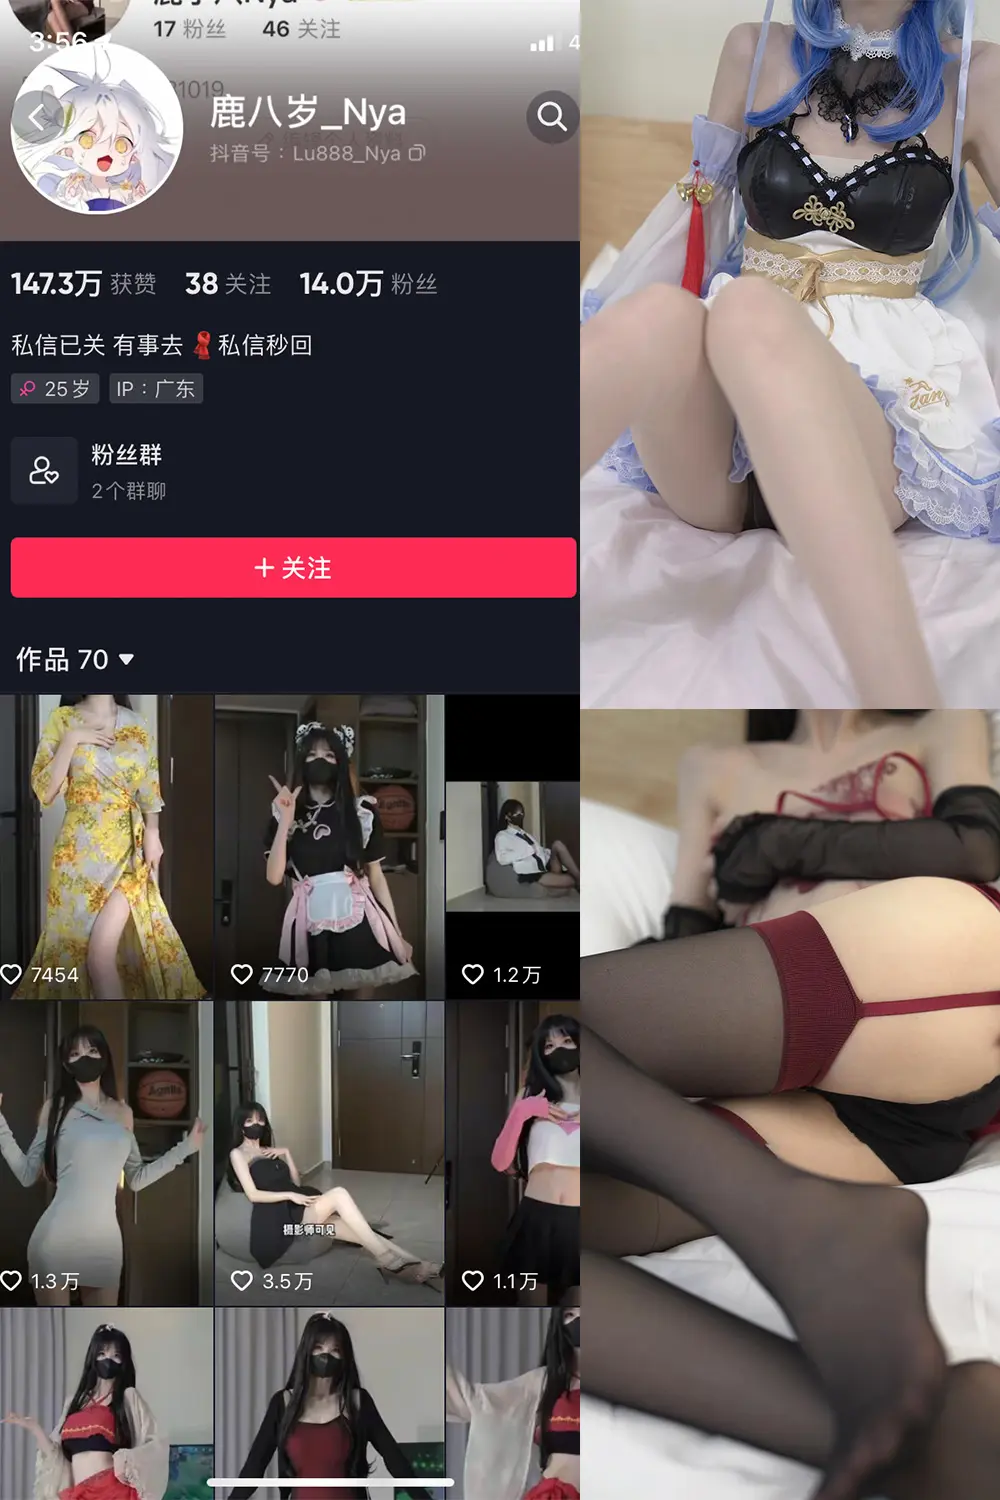 17 粉丝 46 关注
3:56
31019
鹿八岁_Nya
抖音号：Lu888_Nya
147.3万 获赞 38 关注 14.0万 粉丝
私信已关 有事去 私信秒回
25岁 IP：广东
粉丝群
2个群聊
+ 关注
作品 70
7454
7770
1.2万
Agnite
摄影师可见
1.3万
3.5万
1.1万